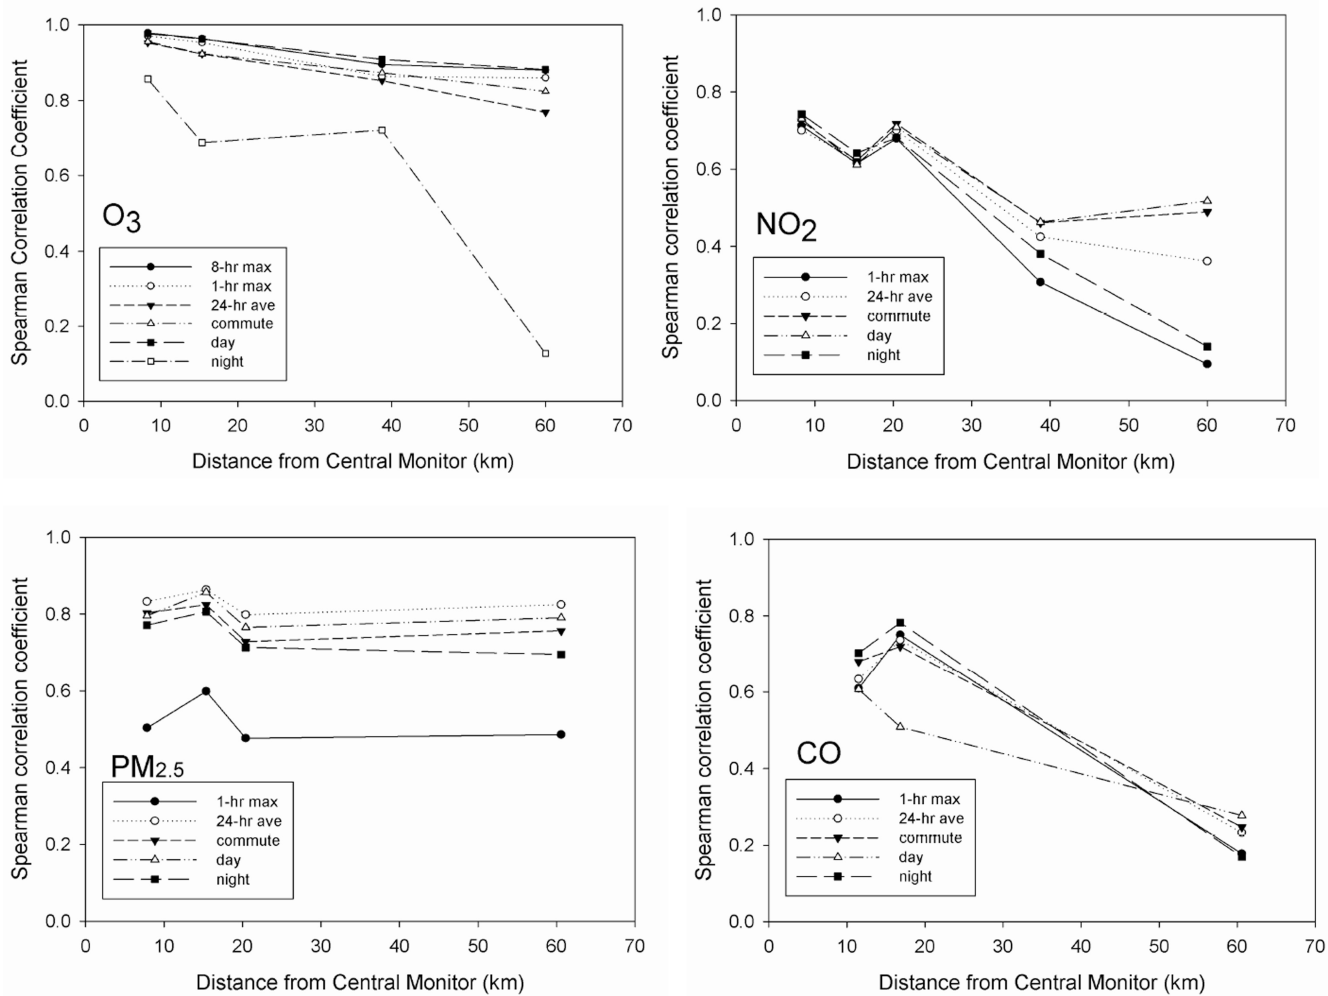 Spearman Correlation Coefficient
1.0
0.8
0.6
0.4
0.2
0.0
O3
8-hr max
1-hr max
24-hr ave
commute
day
night
0 10 20 30 40 50 60 70
Distance from Central Monitor (km)
Spearman correlation coefficient
1.0
0.8
0.6
0.4
0.2
0.0
NO2
1-hr max
24-hr ave
commute
day
night
0 10 20 30 40 50 60 70
Distance from Central Monitor (km)
Spearman correlation coefficient
1.0
0.8
0.6
0.4
0.2
0.0
PM2.5
1-hr max
24-hr ave
commute
day
night
0 10 20 30 40 50 60 70
Distance from Central Monitor (km)
Spearman correlation coefficient
1.0
0.8
0.6
0.4
0.2
0.0
CO
1-hr max
24-hr ave
commute
day
night
0 10 20 30 40 50 60 70
Distance from Central Monitor (km)